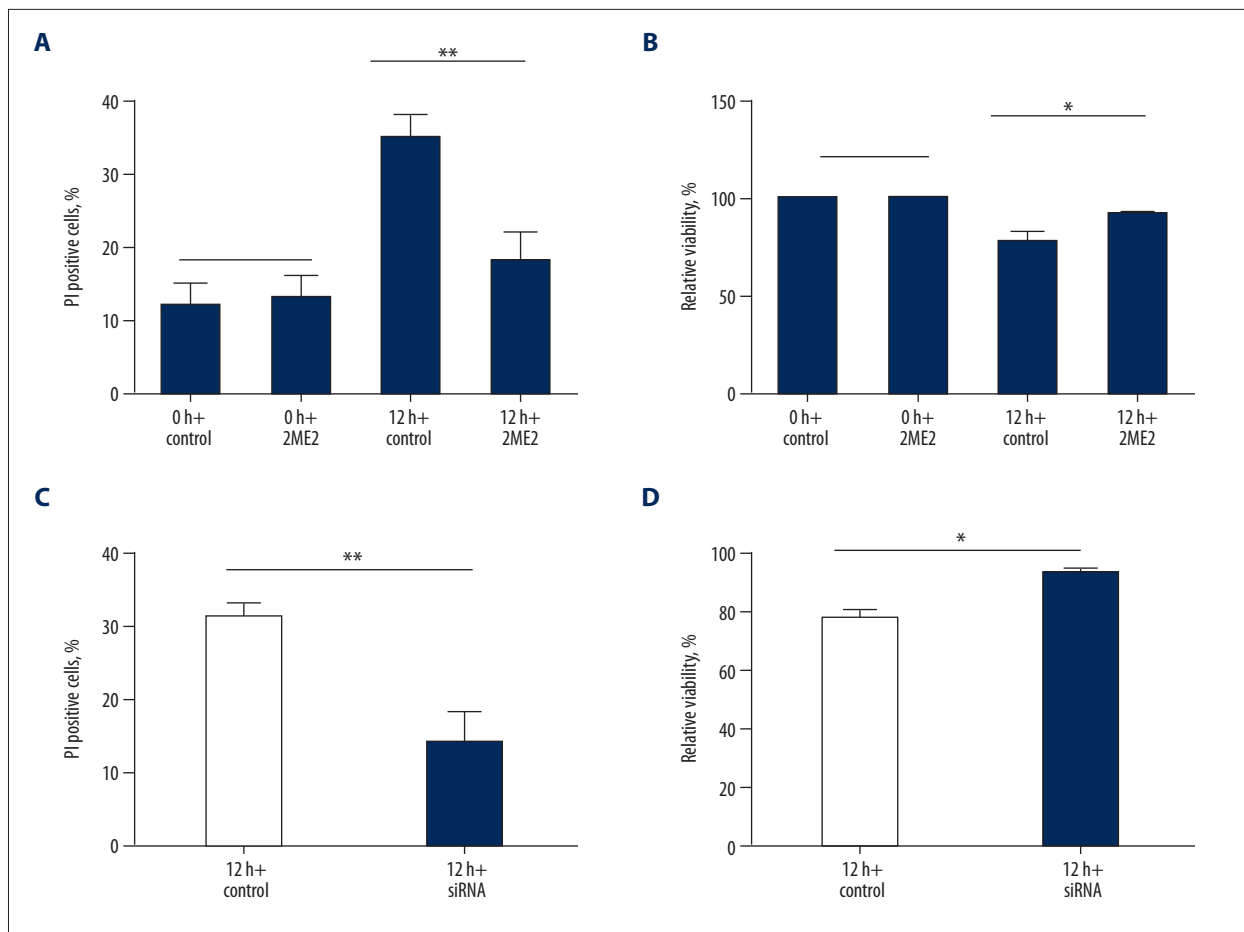 A
**
PI positive cells, %
40
30
20
10
0
0 h+
control
0 h+
2ME2
12 h+
control
12 h+
2ME2
B
*
Relative viability, %
150
100
50
0
0 h+
control
0 h+
2ME2
12 h+
control
12 h+
2ME2
C
**
PI positive cells, %
40
30
20
10
0
12 h+
control
12 h+
siRNA
D
*
Relative viability, %
100
80
60
40
20
0
12 h+
control
12 h+
siRNA